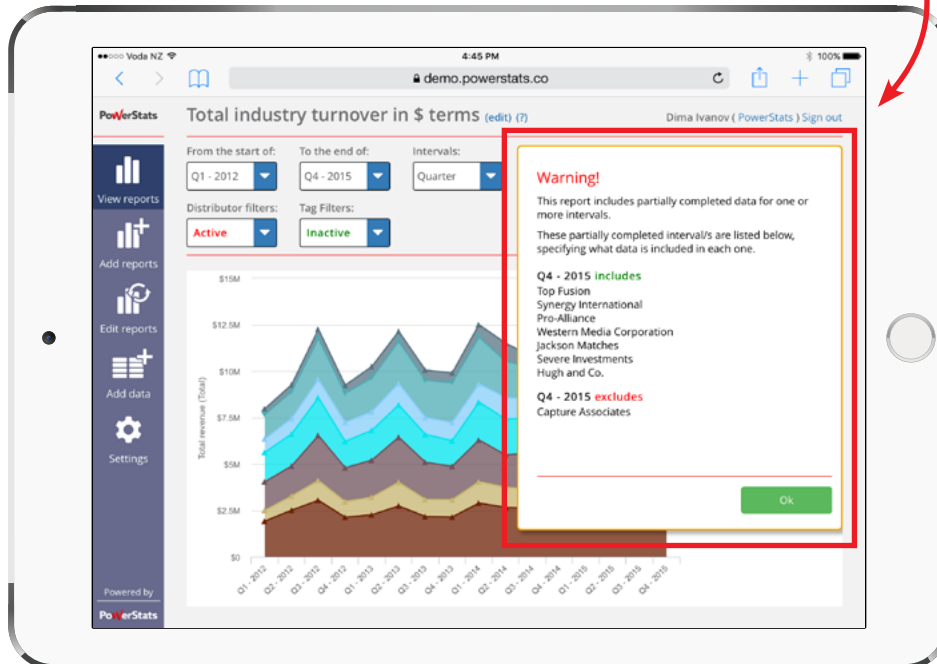 Voda NZ
4:45 PM
100%
demo.powerstats.co
PoWerStats
Total industry turnover in $ terms (edit) (?)
Dima Ivanov ( PowerStats ) Sign out
From the start of:
To the end of:
Intervals:
Q1 - 2012
Q4 - 2015
Quarter
Distributor filters:
Tag Filters:
Active
Inactive
View reports
Add reports
Edit reports
Add data
Settings
Powered by
PoWerStats
Warning!
This report includes partially completed data for one or
more intervals.
These partially completed interval/s are listed below,
specifying what data is included in each one.
Q4 - 2015 includes
Top Fusion
Synergy International
Pro-Alliance
Western Media Corporation
Jackson Matches
Severe Investments
Hugh and Co.
Q4 - 2015 excludes
Capture Associates
Ok
Total revenue (Total)
$15M
$12.5M
$10M
$7.5M
$5M
$2.5M
$0
Q1 - 2012
Q2 - 2012
Q3 - 2012
Q4 - 2012
Q1 - 2013
Q2 - 2013
Q3 - 2013
Q4 - 2013
Q1 - 2014
Q2 - 2014
Q3 - 2014
Q4 - 2014
Q1 - 2015
Q2 - 2015
Q3 - 2015
Q4 - 2015